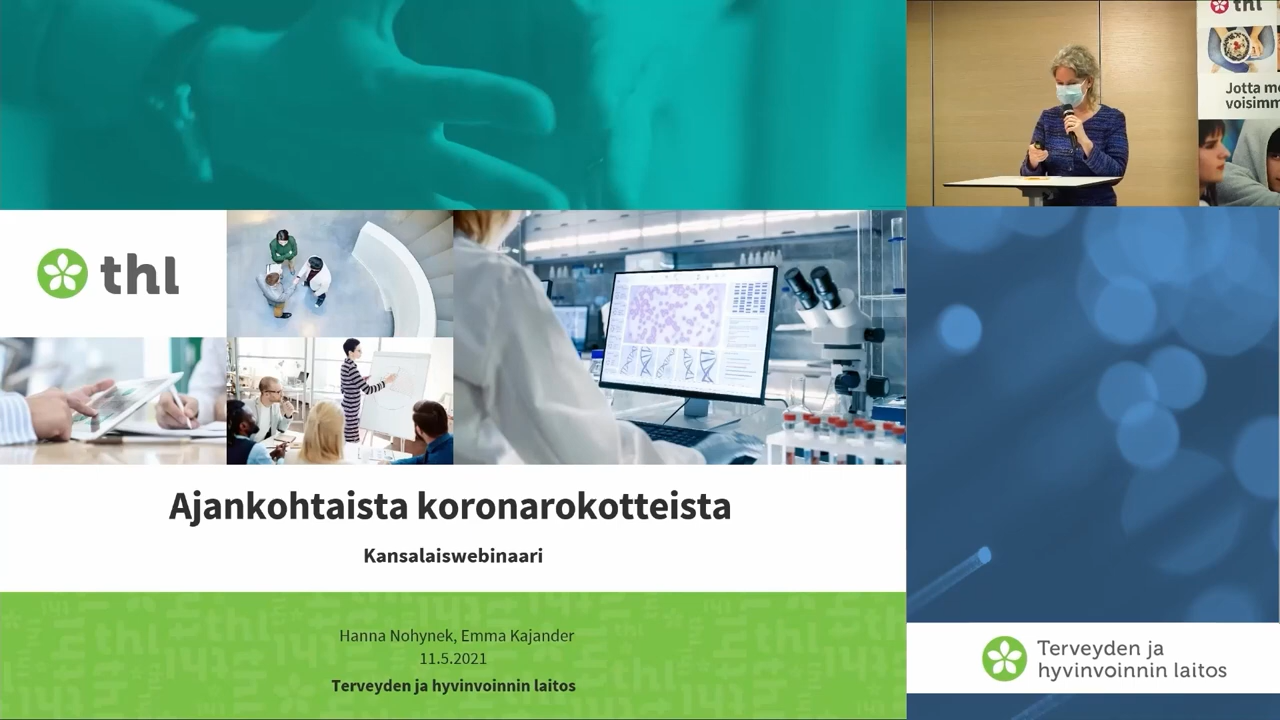 thl
Jotta me
voisimm
thl
Ajankohtaista koronarokotteista
Kansalaiswebinaari
Hanna Nohynek, Emma Kajander
11.5.2021
Terveyden ja hyvinvoinnin laitos
Terveyden ja
hyvinvoinnin laitos